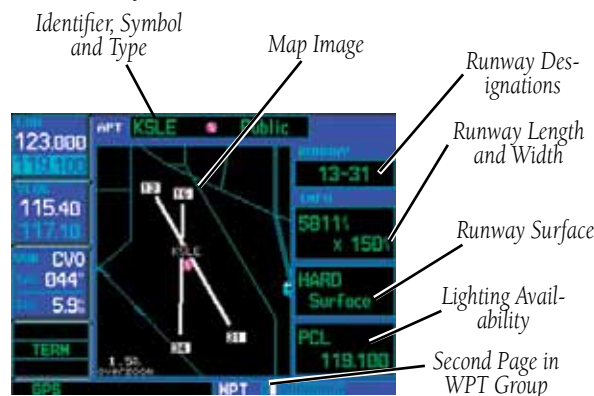 Identifier, Symbol
and Type
Map Image
Runway Des-
ignations
Runway Length
and Width
Runway Surface
Lighting Avail-
ability
Second Page in
WPT Group
COM
123.000
119.100
VLOC
115.40
117.10
CVO
044°
5.9
TERM
GPS
APT KSLE Public
13
16
KSLE
34
31
overzoom
RUNWAY
13-31
INFO
5811
x 150
HARD
Surface
PCL
119.100
WPT